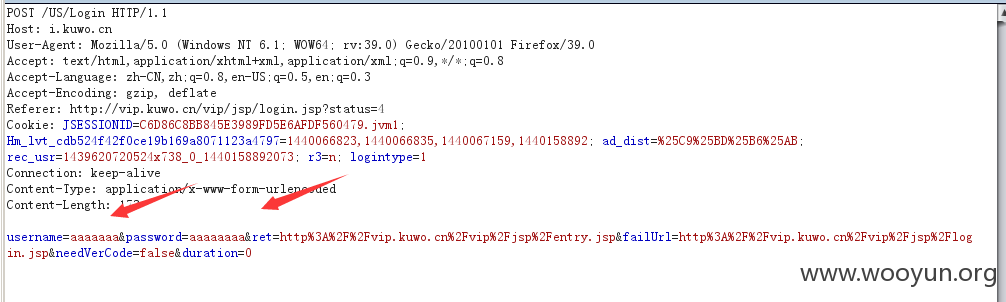 POST /US/Login HTTP/1.1
Host: i.kuwo.cn
User-Agent: Mozilla/5.0 (Windows NT 6.1; WOW64; rv:39.0) Gecko/20100101 Firefox/39.0
Accept: text/html,application/xhtml+xml,application/xml;q=0.9,*/*;q=0.8
Accept-Language: zh-CN,zh;q=0.8,en-US;q=0.5,en;q=0.3
Accept-Encoding: gzip, deflate
Referer: http://vip.kuwo.cn/vip/jsp/login.jsp?status=4
Cookie: JSESSIONID=C6D86C8BB845E3989FD5E6AFDF560479.jvm1;
Hm_lvt_cdb524f42f0ce19b169a8071123a4797=1440066823,1440066835,1440067159,1440158892; ad_dist=%25C9%25BD%25B6%25AB;
rec_usr=1439620720524x738_0_1440158892073; r3=n; logintype=1
Connection: keep-alive
Content-Type: application/x-www-form-urlencoded
Content-Length:
username=aaaaaaa&password=aaaaaaaa&ret=http%3A%2F%2Fvip.kuwo.cn%2Fvip%2Fjsp%2Fentry.jsp&failUrl=http%3A%2F%2Fvip.kuwo.cn%2Fvip%2Fjsp%2Flog
in.jsp&needVerCode=false&duration=0
www.wooyun.org